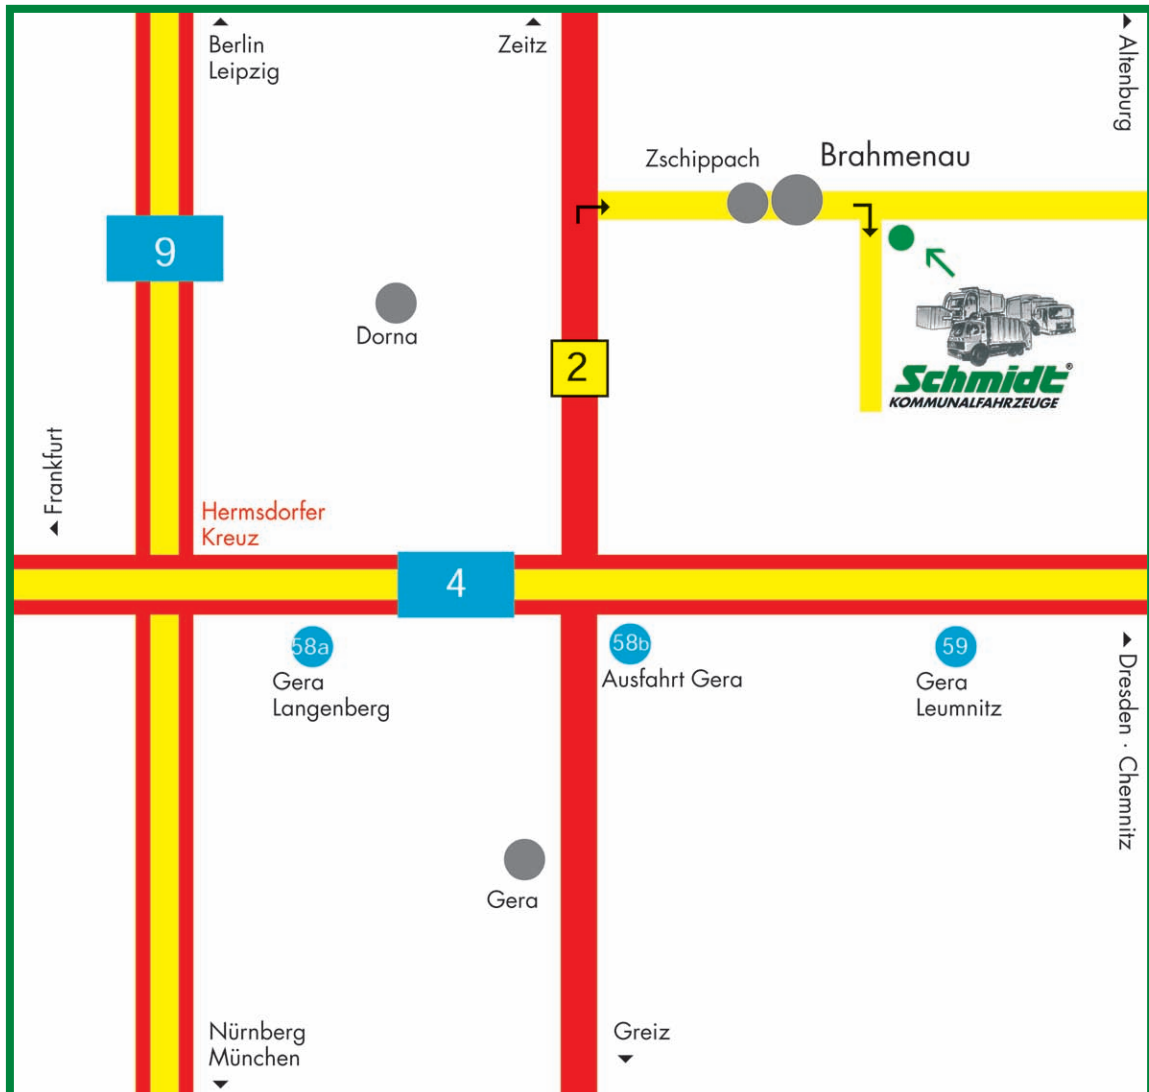 Berlin
Leipzig
Zeitz
Altenburg
Zschippach
Brahmenau
9
Dorna
2
Schmidt®
KOMMUNALFAHRZEUGE
Frankfurt
Hermsdorfer
Kreuz
4
58a
Gera
Langenberg
58b
Ausfahrt Gera
59
Gera
Leumnitz
Dresden · Chemnitz
Gera
Nürnberg
München
Greiz